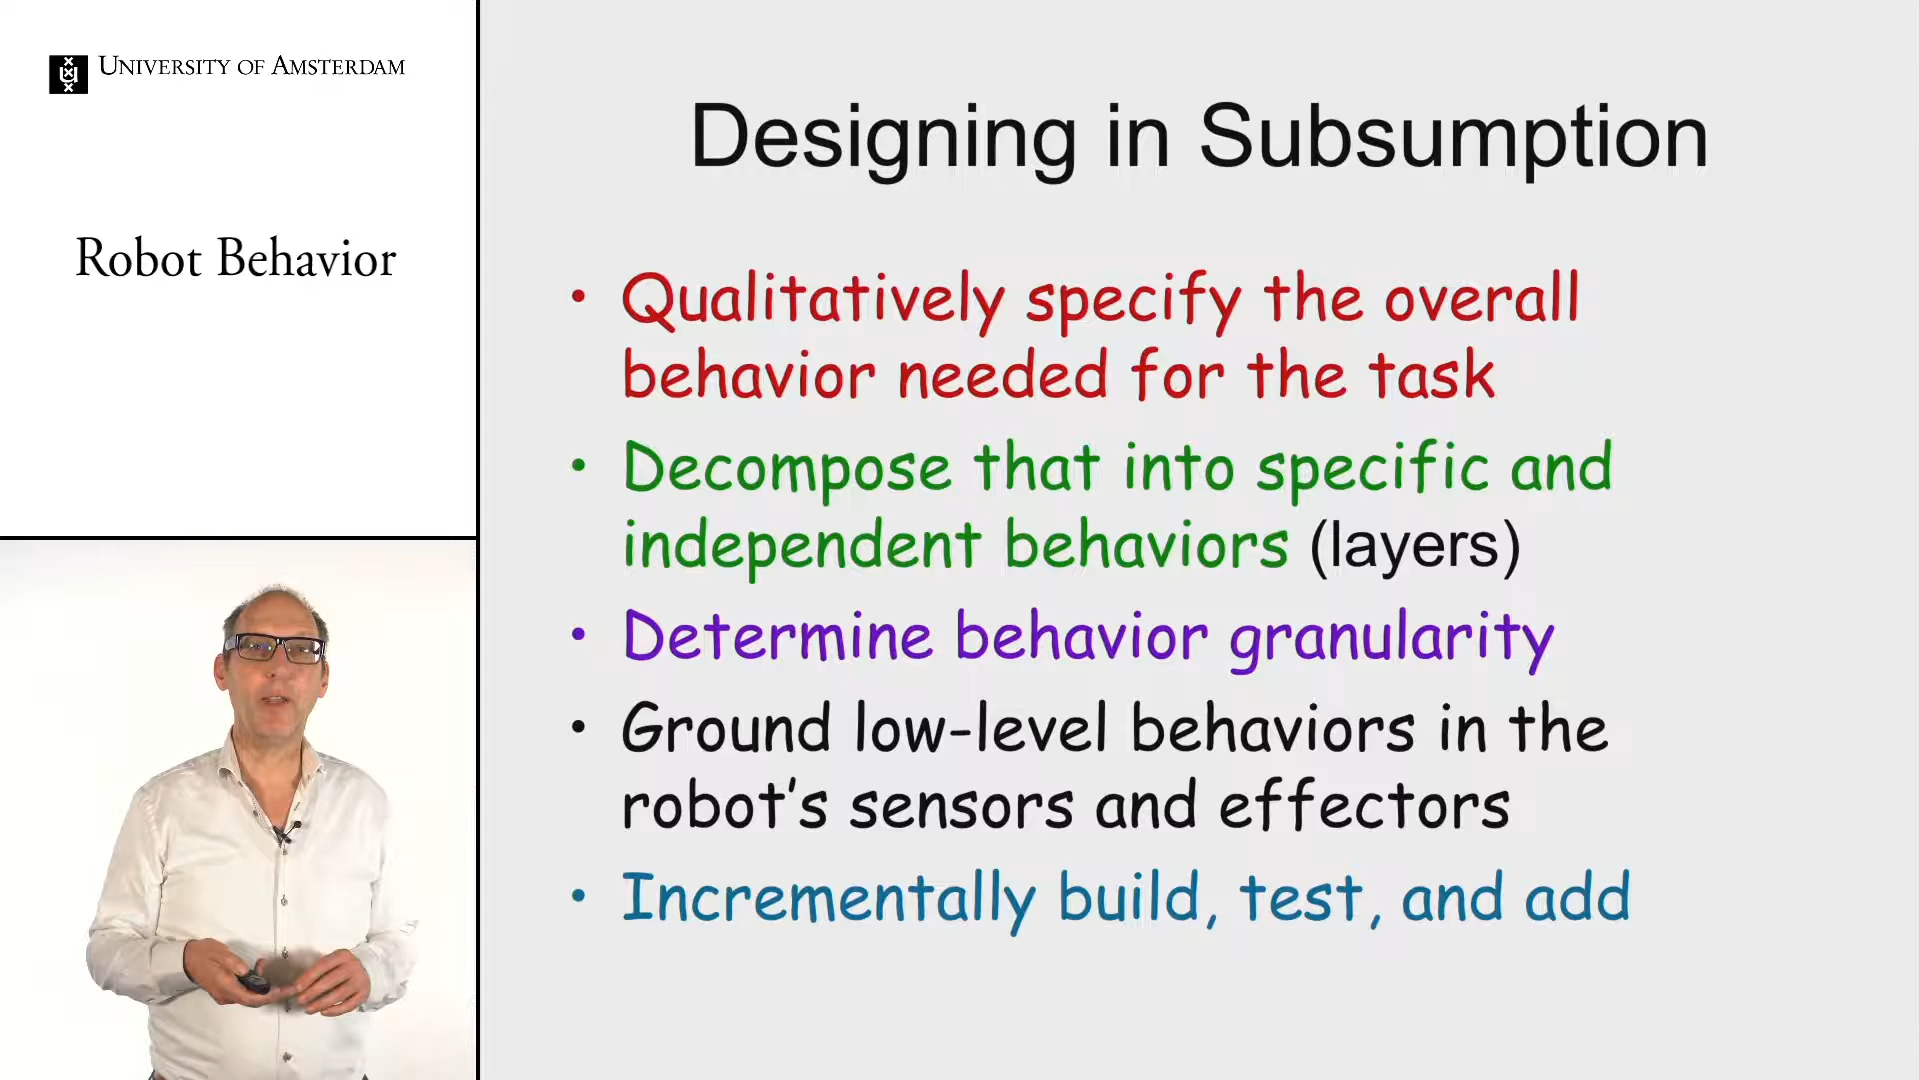 UNIVERSITY OF AMSTERDAM
Robot Behavior
Designing in Subsumption
• Qualitatively specify the overall
behavior needed for the task
• Decompose that into specific and
independent behaviors (layers)
• Determine behavior granularity
• Ground low-level behaviors in the
robot's sensors and effectors
• Incrementally build, test, and add